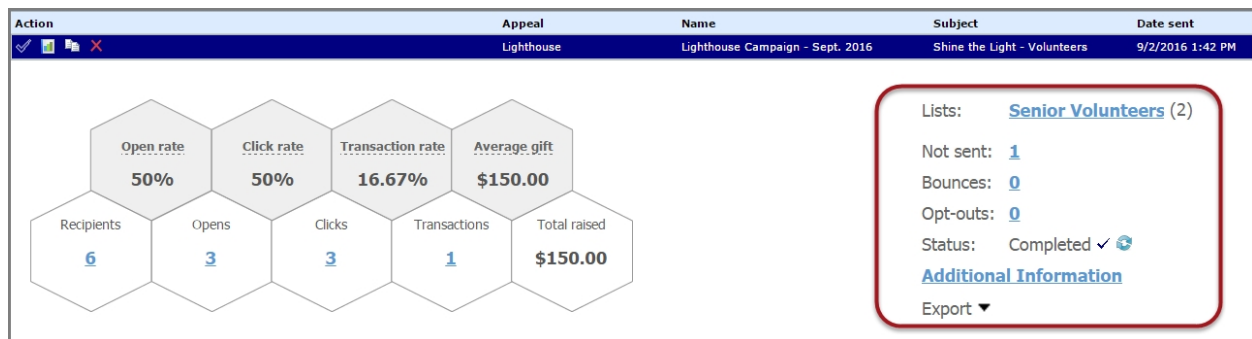 Action Appeal Name Subject Date sent
Lighthouse Lighthouse Campaign - Sept. 2016 Shine the Light - Volunteers 9/2/2016 1:42 PM
Open rate Click rate Transaction rate Average gift
50% 50% 16.67% $150.00
Recipients Opens Clicks Transactions Total raised
6 3 3 1 $150.00
Lists: Senior Volunteers (2)
Not sent: 1
Bounces: 0
Opt-outs: 0
Status: Completed
Additional Information
Export